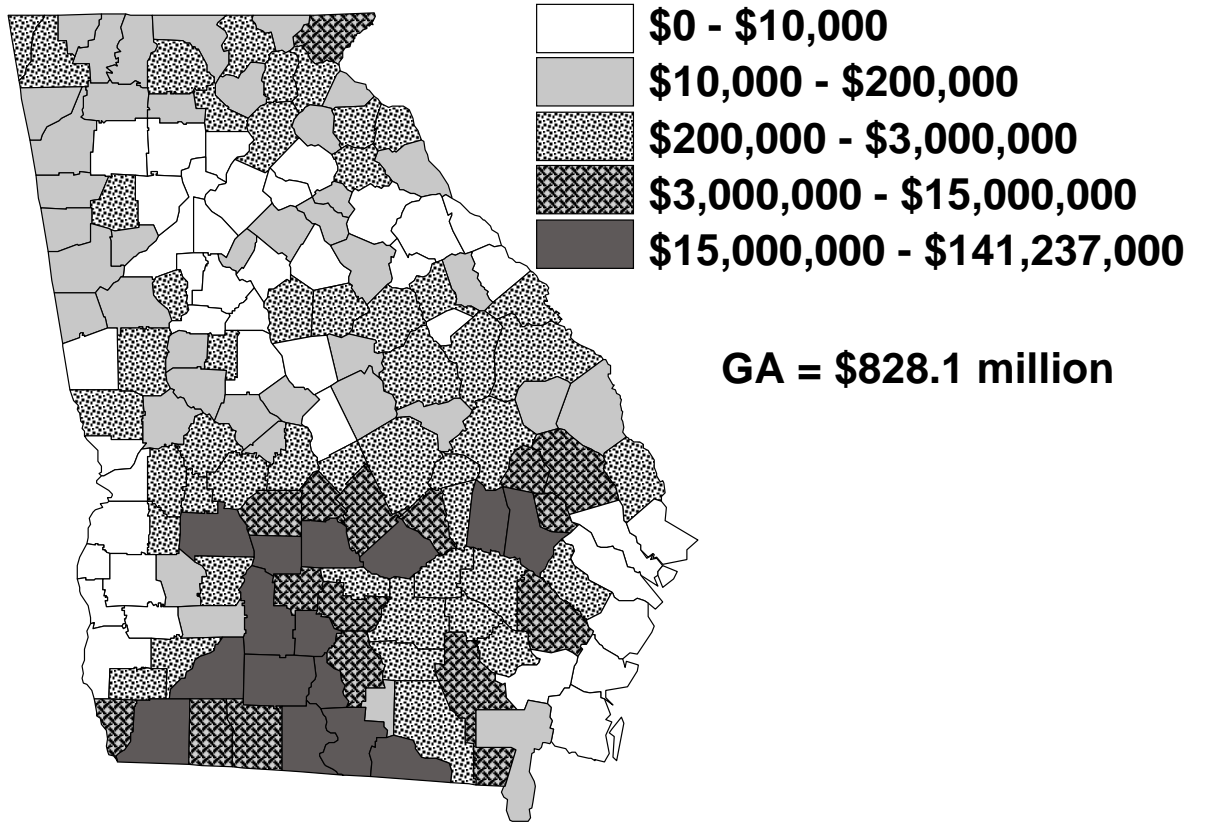 $0 - $10,000
$10,000 - $200,000
$200,000 - $3,000,000
$3,000,000 - $15,000,000
$15,000,000 - $141,237,000
GA = $828.1 million